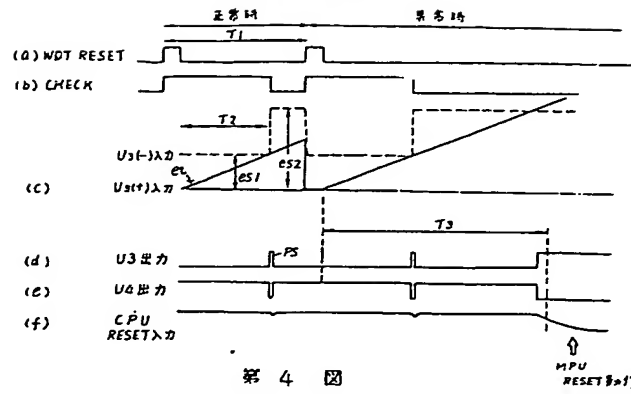 正常時 異常時
T1
(a) WDT RESET
(b) CHECK
T2
U3(-)入力
er es1 es2
(c) U3(+)入力
T3
(d) U3出力 PS
(e) U4出力
(f) CPU
RESET入力
MPU
RESET
第 4 図